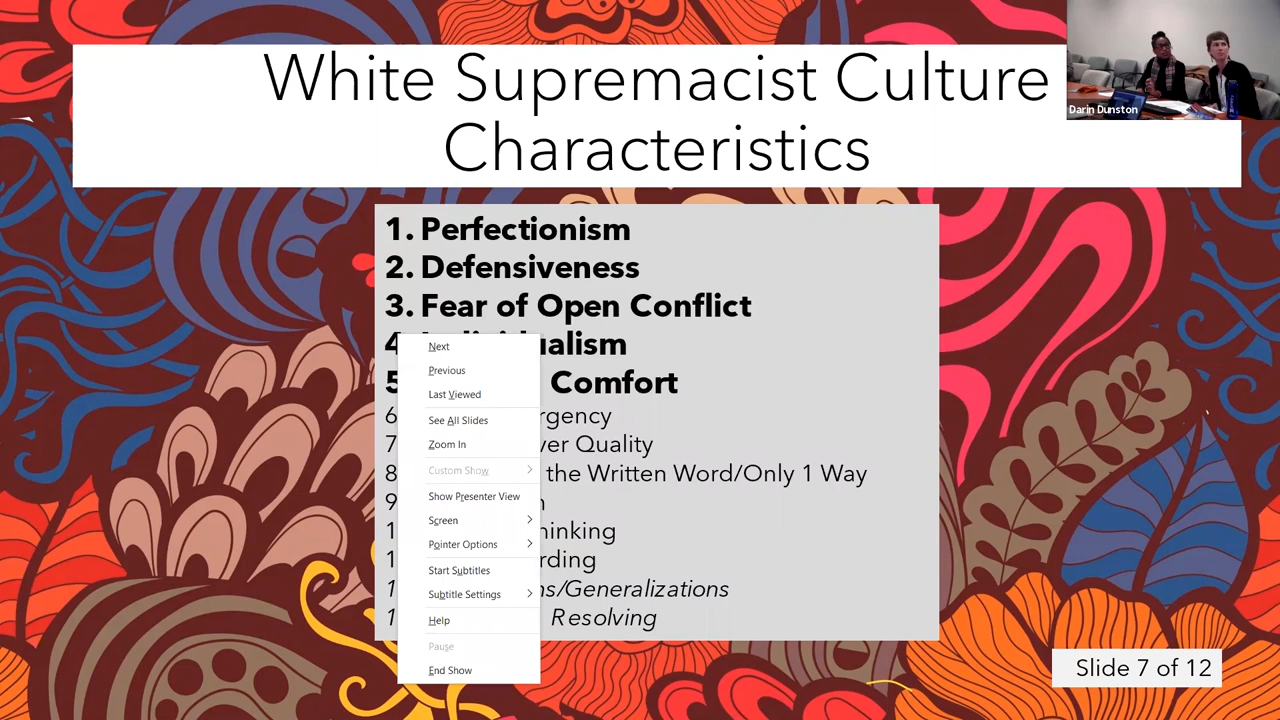 White Supremacist Culture
Characteristics
Darin Dunston
1. Perfectionism
2. Defensiveness
3. Fear of Open Conflict
4 alism
5 Comfort
6 rgency
7 ver Quality
8 the Written Word/Only 1 Way
9 n
1 hinking
1 rding
1 ns/Generalizations
1 Resolving
Next
Previous
Last Viewed
See All Slides
Zoom In
Custom Show
Show Presenter View
Screen
Pointer Options
Start Subtitles
Subtitle Settings
Help
Pause
End Show
Slide 7 of 12